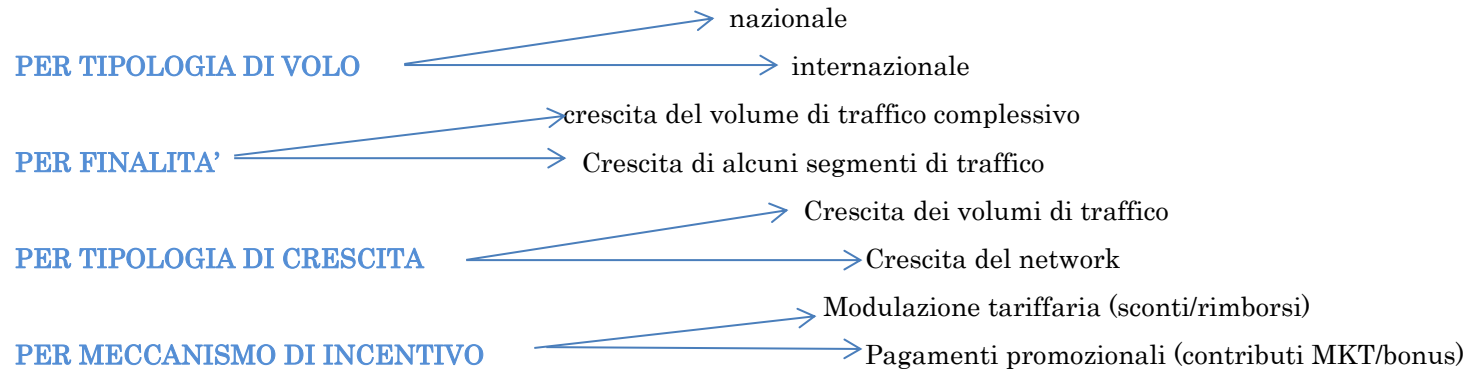 nazionale
PER TIPOLOGIA DI VOLO
internazionale
crescita del volume di traffico complessivo
PER FINALITA’
Crescita di alcuni segmenti di traffico
Crescita dei volumi di traffico
PER TIPOLOGIA DI CRESCITA
Crescita del network
Modulazione tariffaria (sconti/rimborsi)
PER MECCANISMO DI INCENTIVO
Pagamenti promozionali (contributi MKT/bonus)